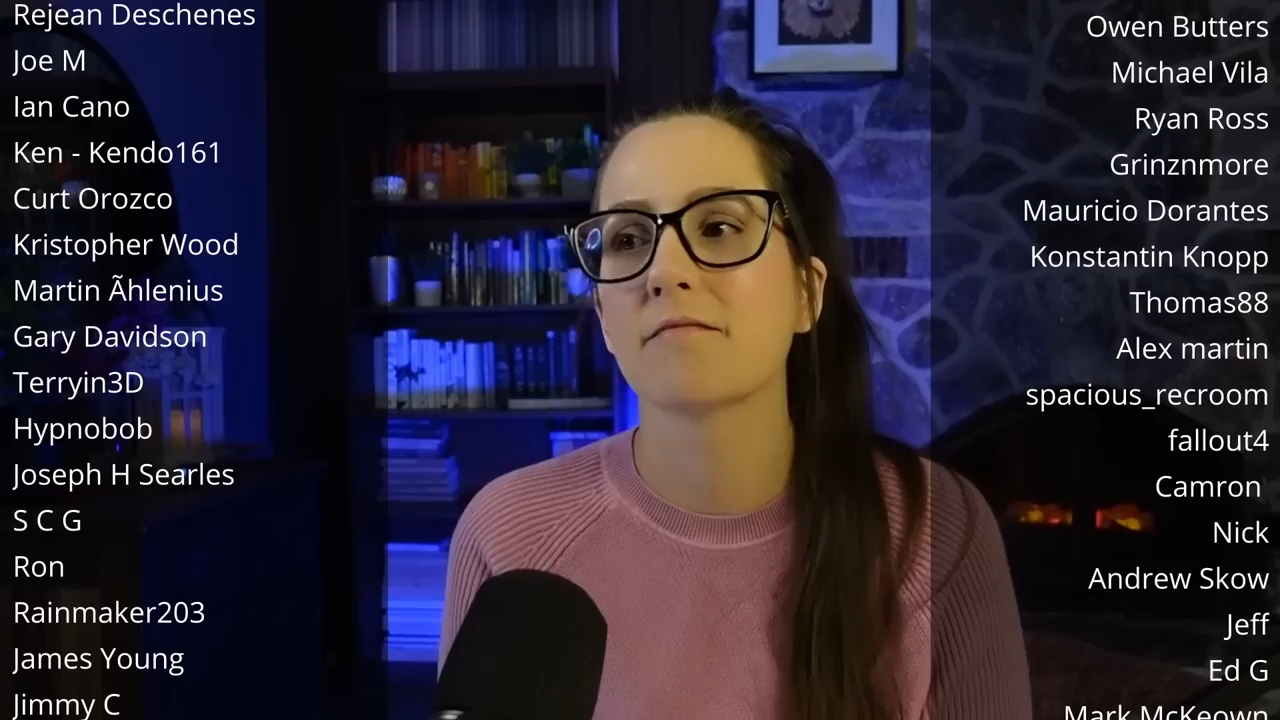 Rejean Deschenes
Joe M
Ian Cano
Ken - Kendo161
Curt Orozco
Kristopher Wood
Martin Ãhlenius
Gary Davidson
Terryin3D
Hypnobob
Joseph H Searles
S C G
Ron
Rainmaker203
James Young
Jimmy C
Owen Butters
Michael Vila
Ryan Ross
Grinznmore
Mauricio Dorantes
Konstantin Knopp
Thomas88
Alex martin
spacious_recroom
fallout4
Camron
Nick
Andrew Skow
Jeff
Ed G
Mark McKeown